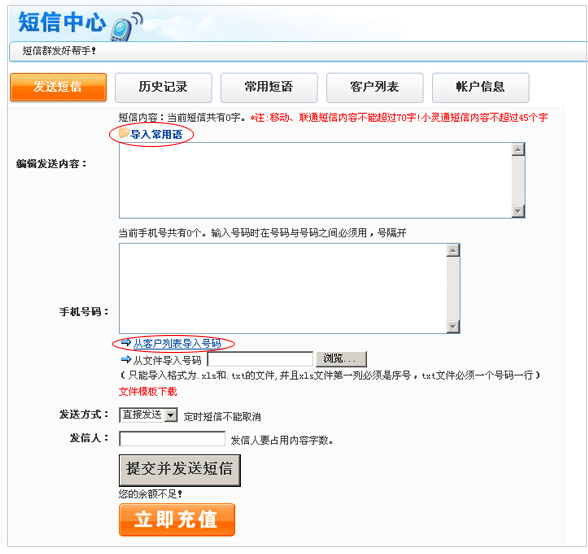 短信中心
短信群发好帮手!
发送短信 历史记录 常用短语 客户列表 帐户信息
短信内容：当前短信共有0字。*注:移动、联通短信内容不能超过70字!小灵通短信内容不超过45个字
导入常用语
编辑发送内容：
当前手机号共有0个。输入号码时在号码与号码之间必须用，号隔开
手机号码：
从客户列表导入号码
从文件导入号码 浏览...
（只能导入格式为.xls和.txt的文件,并且xls文件第一列必须是序号，txt文件必须一个号码一行）
文件模板下载
发送方式： 直接发送 定时短信不能取消
发信人： 发信人要占用内容字数。
提交并发送短信
您的余额不足!
立即充值